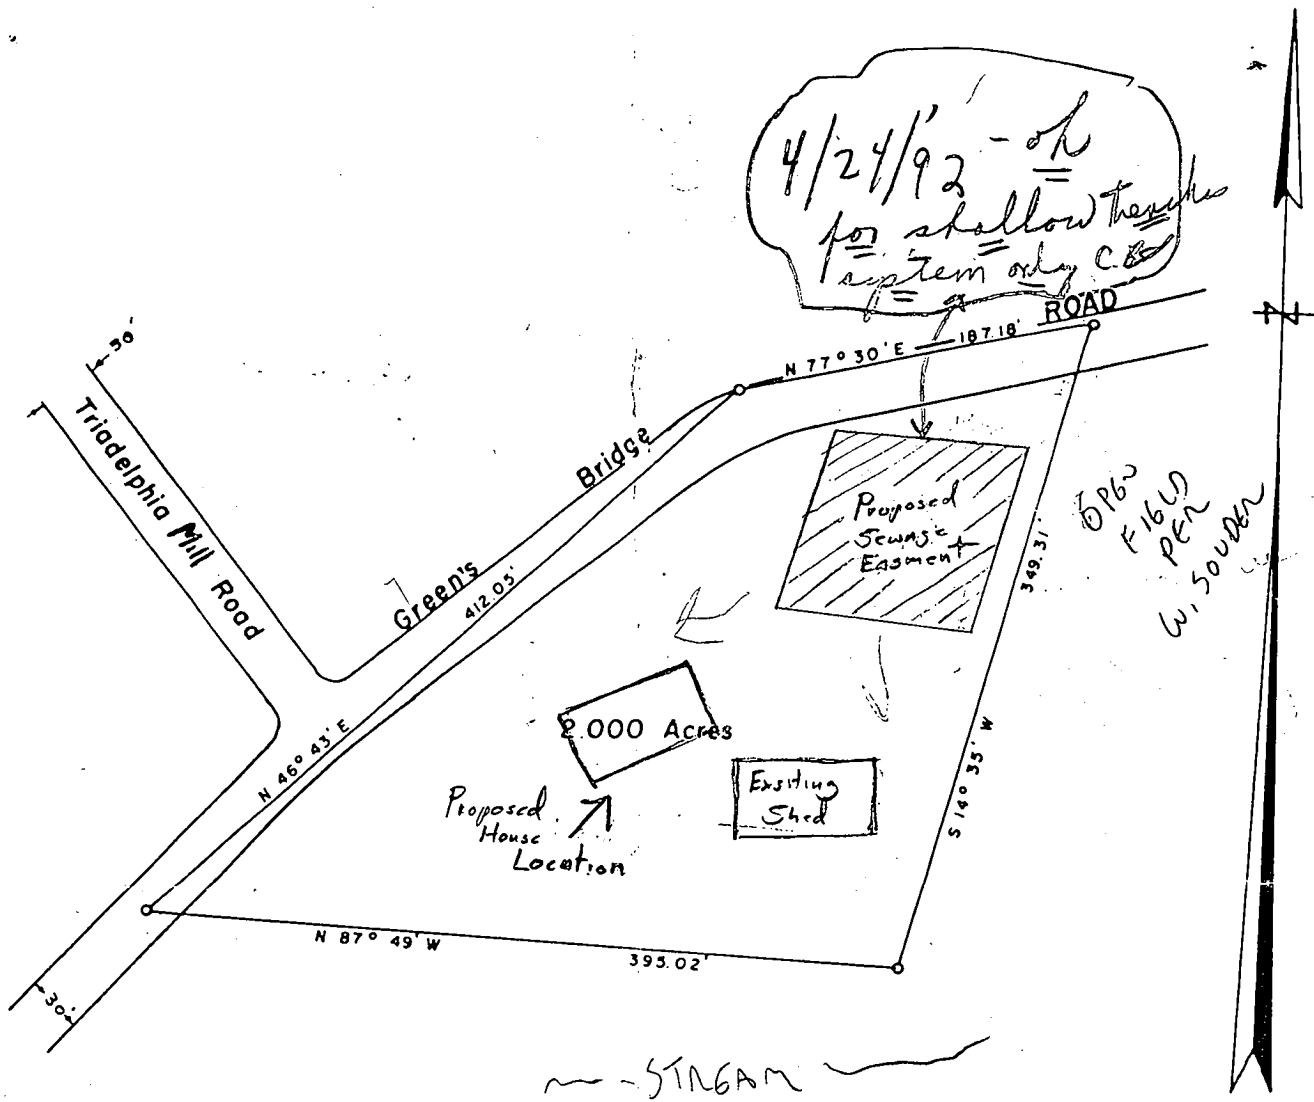 4/24/'92 - ok
for shallow trenches
system only
ROAD
N 77° 30' E 187.18'
30'
Triadelphia Mill Road
Bridge
Green's
412.05'
N 46° 43' E
Proposed
Sewage
Easment
349.31'
S 14° 35' W
OPEN
FIELD
PER
W. SOUDER
2.000 Acres
Exsiting
Shed
Proposed
House
Location
N 87° 49' W
395.02'
30'
STREAM
N